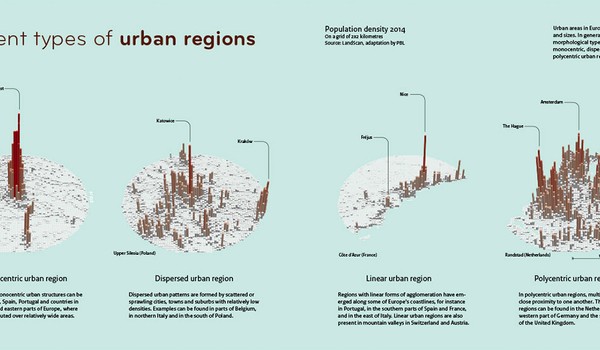 ent types of urban regions
Population density 2014
On a grid of 2x2 kilometres
Source: LandScan, adaptation by PBL
Urban areas in Euro
and sizes. In genera
morphological type
monocentric, dispe
polycentric urban re
Nice
Amsterdam
Katowice
The Hague
Fréjus
Kraków
Upper Silesia (Poland)
Côte d'Azur (France)
Randstad (Netherlands)
centric urban region
onocentric urban structures can be
, Spain, Portugal and countries in
d eastern parts of Europe, where
uted over relatively wide areas.
Dispersed urban region
Dispersed urban patterns are formed by scattered or
sprawling cities, towns and suburbs with relatively low
densities. Examples can be found in parts of Belgium,
in northern Italy and in the south of Poland.
Linear urban region
Regions with linear forms of agglomeration have em-
erged along some of Europe's coastlines, for instance
in Portugal, in the southern parts of Spain and France,
and in the east of Italy. Linear urban regions are also
present in mountain valleys in Switzerland and Austria.
Polycentric urban re
In polycentric urban regions, multi
close proximity to one another. Th
regions can be found in the Nethe
western part of Germany and the s
of the United Kingdom.